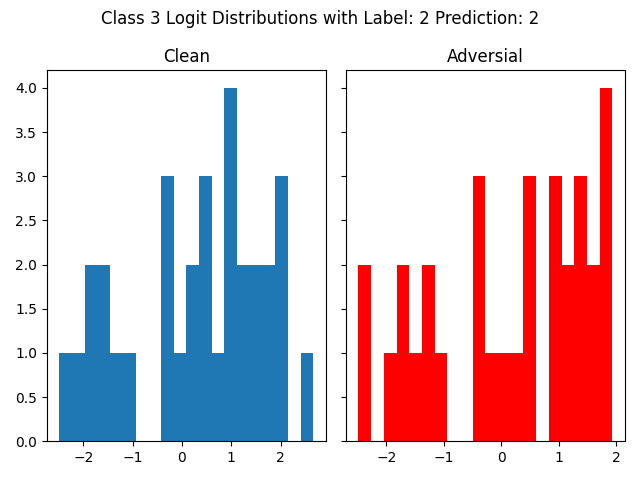 Class 3 Logit Distributions with Label: 2 Prediction: 2
Clean
Adversial
4.0
3.5
3.0
2.5
2.0
1.5
1.0
0.5
0.0
−2 −1 0 1 2
−2 −1 0 1 2